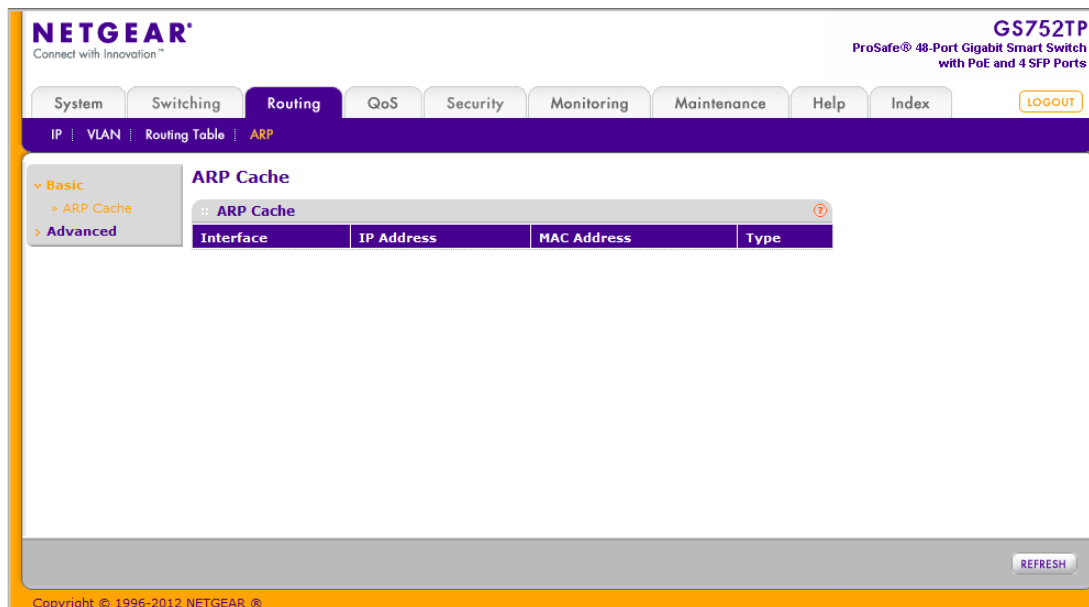 NETGEAR®
Connect with Innovation™
GS752TP
ProSafe® 48-Port Gigabit Smart Switch
with PoE and 4 SFP Ports
System Switching Routing QoS Security Monitoring Maintenance Help Index LOGOUT
IP VLAN Routing Table ARP
Basic
ARP Cache
Advanced
ARP Cache
ARP Cache ?
Interface IP Address MAC Address Type
REFRESH
Copyright © 1996-2012 NETGEAR ®